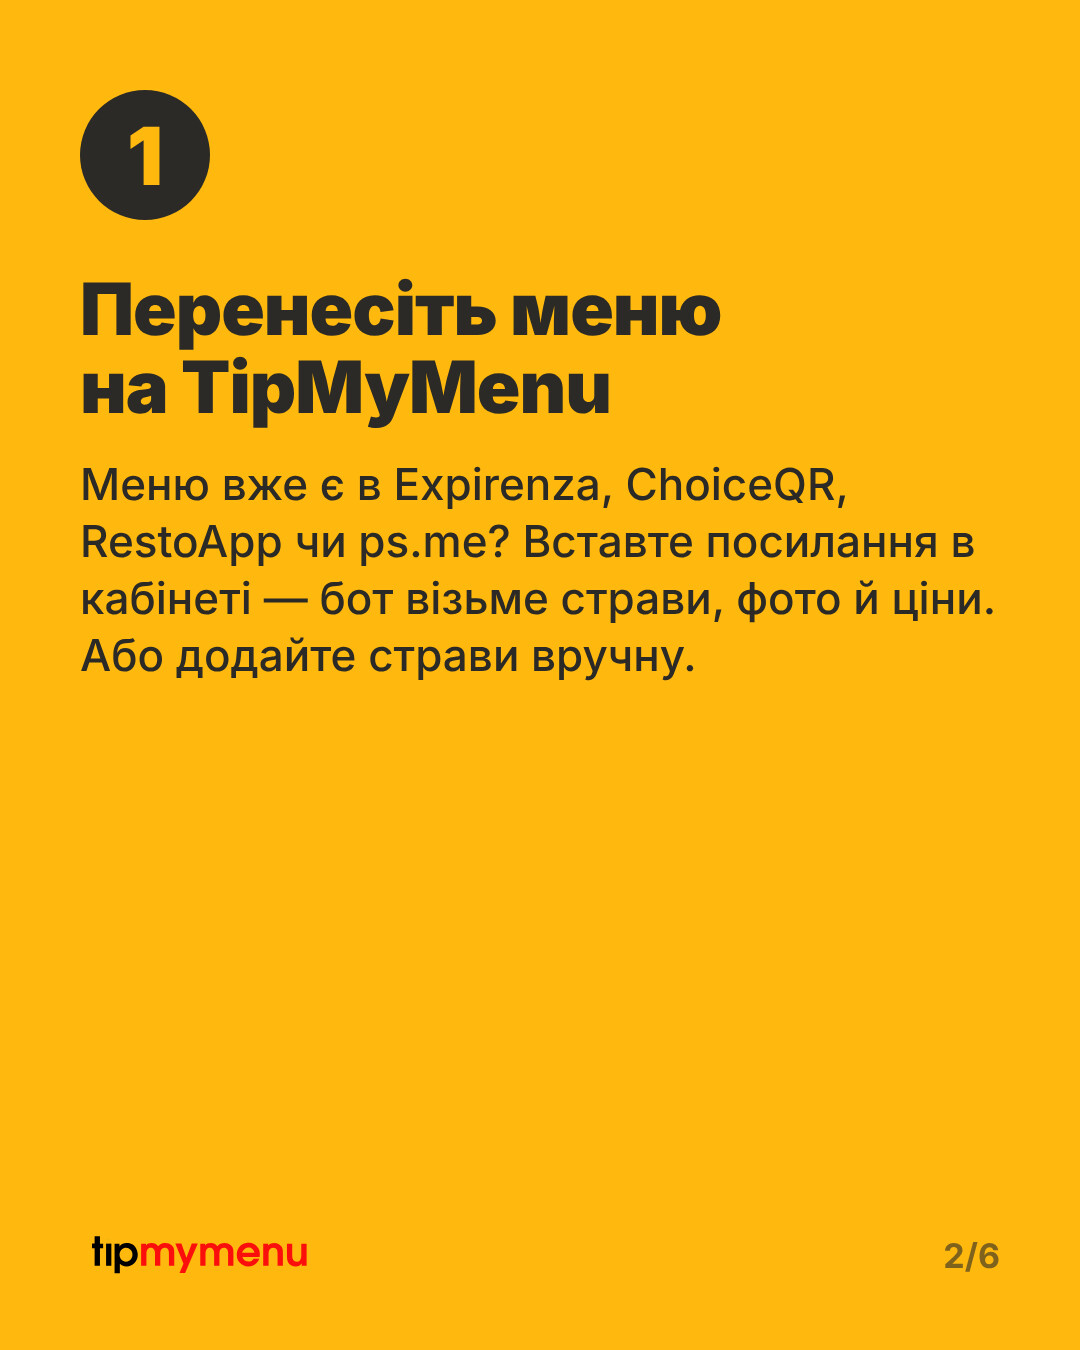 1
Перенесіть меню
на TipMyMenu
Меню вже є в Expirenza, ChoiceQR,
RestoApp чи ps.me? Вставте посилання в
кабінеті — бот візьме страви, фото й ціни.
Або додайте страви вручну.
tipmymenu
2/6